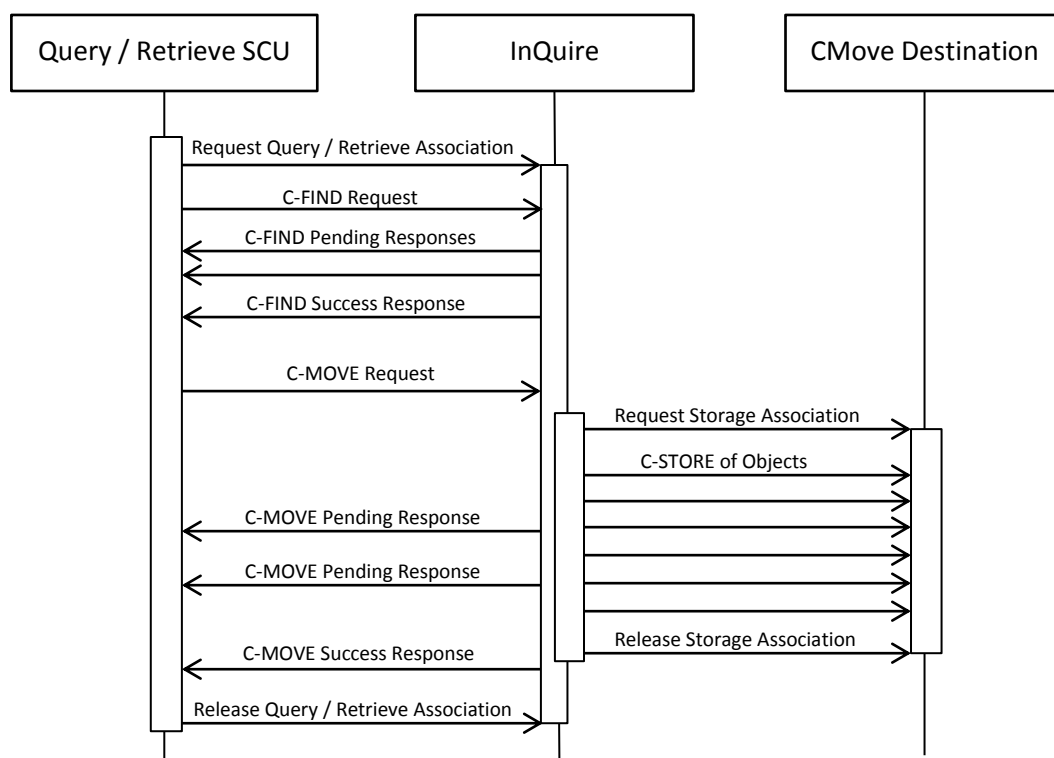 Query / Retrieve SCU
InQuire
CMove Destination
Request Query / Retrieve Association
C-FIND Request
C-FIND Pending Responses
C-FIND Success Response
C-MOVE Request
Request Storage Association
C-STORE of Objects
C-MOVE Pending Response
C-MOVE Pending Response
Release Storage Association
C-MOVE Success Response
Release Query / Retrieve Association